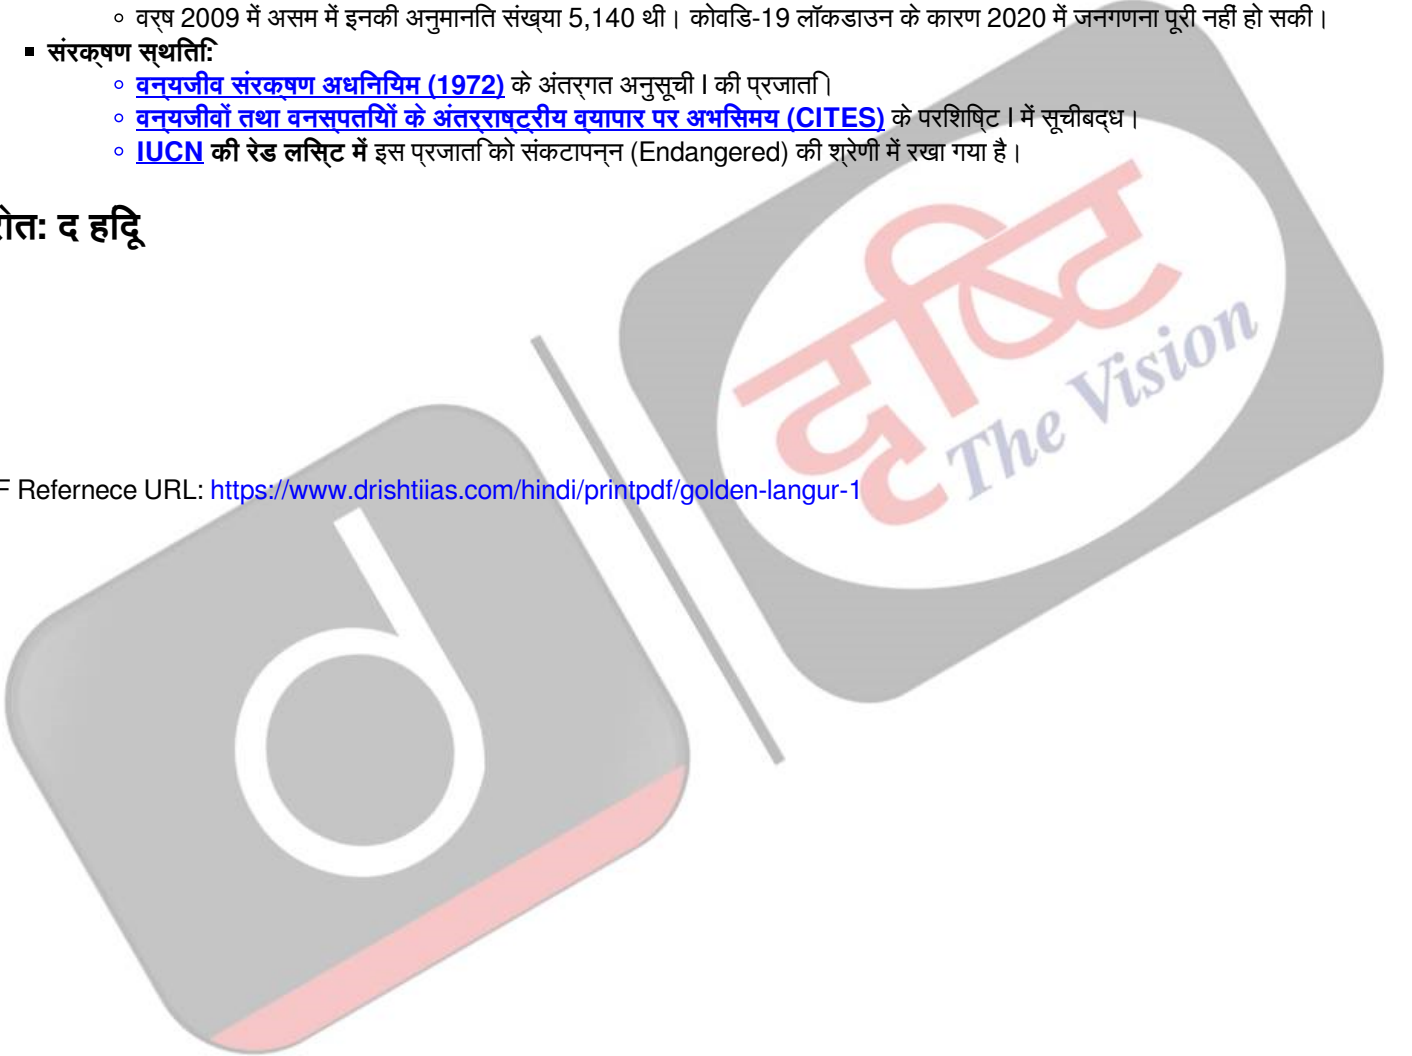 वर्ष 2009 में असम में इनकी अनुमानित संख्या 5,140 थी। कोविड-19 लॉकडाउन के कारण 2020 में जनगणना पूरी नहीं हो सकी।
संरक्षण स्थिति:
वन्यजीव संरक्षण अधिनियम (1972) के अंतर्गत अनुसूची I की प्रजाति।
वन्यजीवों तथा वनस्पतियों के अंतर्राष्ट्रीय व्यापार पर अभिसमय (CITES) के परिशिष्ट I में सूचीबद्ध।
IUCN की रेड लिस्ट में इस प्रजाति को संकटापन्न (Endangered) की श्रेणी में रखा गया है।
द हिंदू
दृष्टि
The Vision
F Refernece URL: https://www.drishtiias.com/hindi/printpdf/golden-langur-1
d